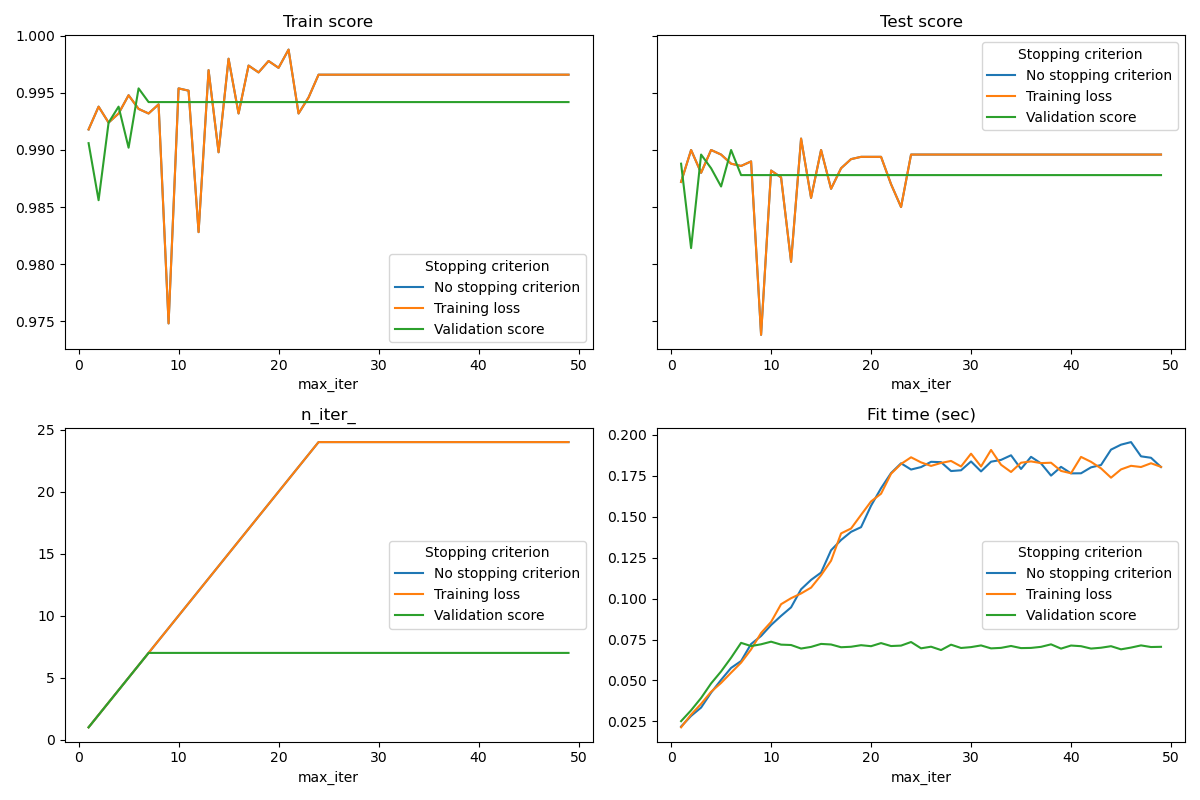 Train score
1.000
0.995
0.990
0.985
0.980
0.975
Stopping criterion
No stopping criterion
Training loss
Validation score
0 10 20 30 40 50
max_iter
Test score
Stopping criterion
No stopping criterion
Training loss
Validation score
0 10 20 30 40 50
max_iter
n_iter_
25
20
15
10
5
0
Stopping criterion
No stopping criterion
Training loss
Validation score
0 10 20 30 40 50
max_iter
Fit time (sec)
0.200
0.175
0.150
0.125
0.100
0.075
0.050
0.025
Stopping criterion
No stopping criterion
Training loss
Validation score
0 10 20 30 40 50
max_iter